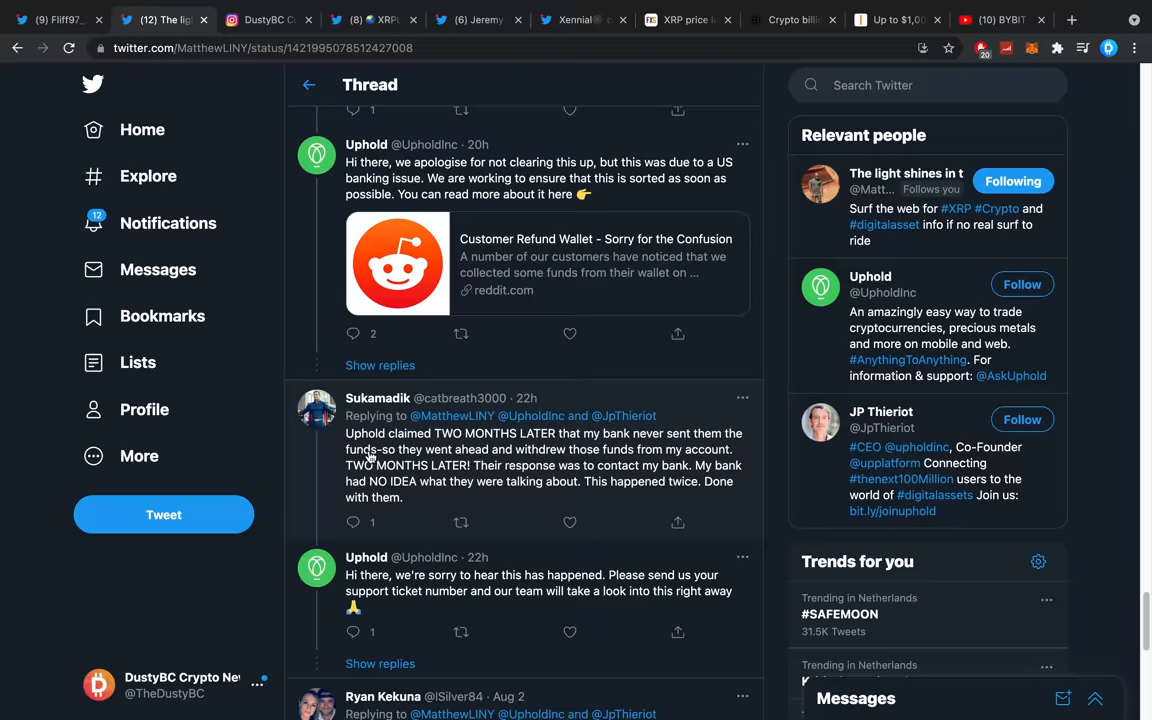 (9) Fliff97_
(12) The lig
DustyBC C
(8) 🌏 XRPL
(6) Jeremy
Xennial® c
XRP price
Crypto billi
Up to $1,00
(10) BYBIT
twitter.com/MatthewLINY/status/1421995078512427008
20
Home
Explore
12
Notifications
Messages
Bookmarks
Lists
Profile
More
Tweet
DustyBC Crypto Ne
@TheDustyBC
Thread
1
Uphold @UpholdInc · 20h
Hi there, we apologise for not clearing this up, but this was due to a US
banking issue. We are working to ensure that this is sorted as soon as
possible. You can read more about it here 👉
Customer Refund Wallet - Sorry for the Confusion
A number of our customers have noticed that we
collected some funds from their wallet on ...
reddit.com
2
Show replies
Sukamadik @catbreath3000 · 22h
Replying to @MatthewLINY @UpholdInc and @JpThieriot
Uphold claimed TWO MONTHS LATER that my bank never sent them the
funds-so they went ahead and withdrew those funds from my account.
TWO MONTHS LATER! Their response was to contact my bank. My bank
had NO IDEA what they were talking about. This happened twice. Done
with them.
1
Uphold @UpholdInc · 22h
Hi there, we're sorry to hear this has happened. Please send us your
support ticket number and our team will take a look into this right away
🙏
1
Show replies
Ryan Kekuna @ISilver84 · Aug 2
Replying to @MatthewLINY @UpholdInc and @JpThieriot
Search Twitter
Relevant people
The light shines in t
@Matt... Follows you
Following
Surf the web for #XRP #Crypto and
#digitalasset info if no real surf to
ride
Uphold
@UpholdInc
Follow
An amazingly easy way to trade
cryptocurrencies, precious metals
and more on mobile and web.
#AnythingToAnything. For
information & support: @AskUphold
JP Thieriot
@JpThieriot
Follow
#CEO @upholdinc, Co-Founder
@upplatform Connecting
#thenext100Million users to the
world of #digitalassets Join us:
bit.ly/joinuphold
Trends for you
Trending in Netherlands
#SAFEMOON
31.5K Tweets
Trending in Netherlands
Messages